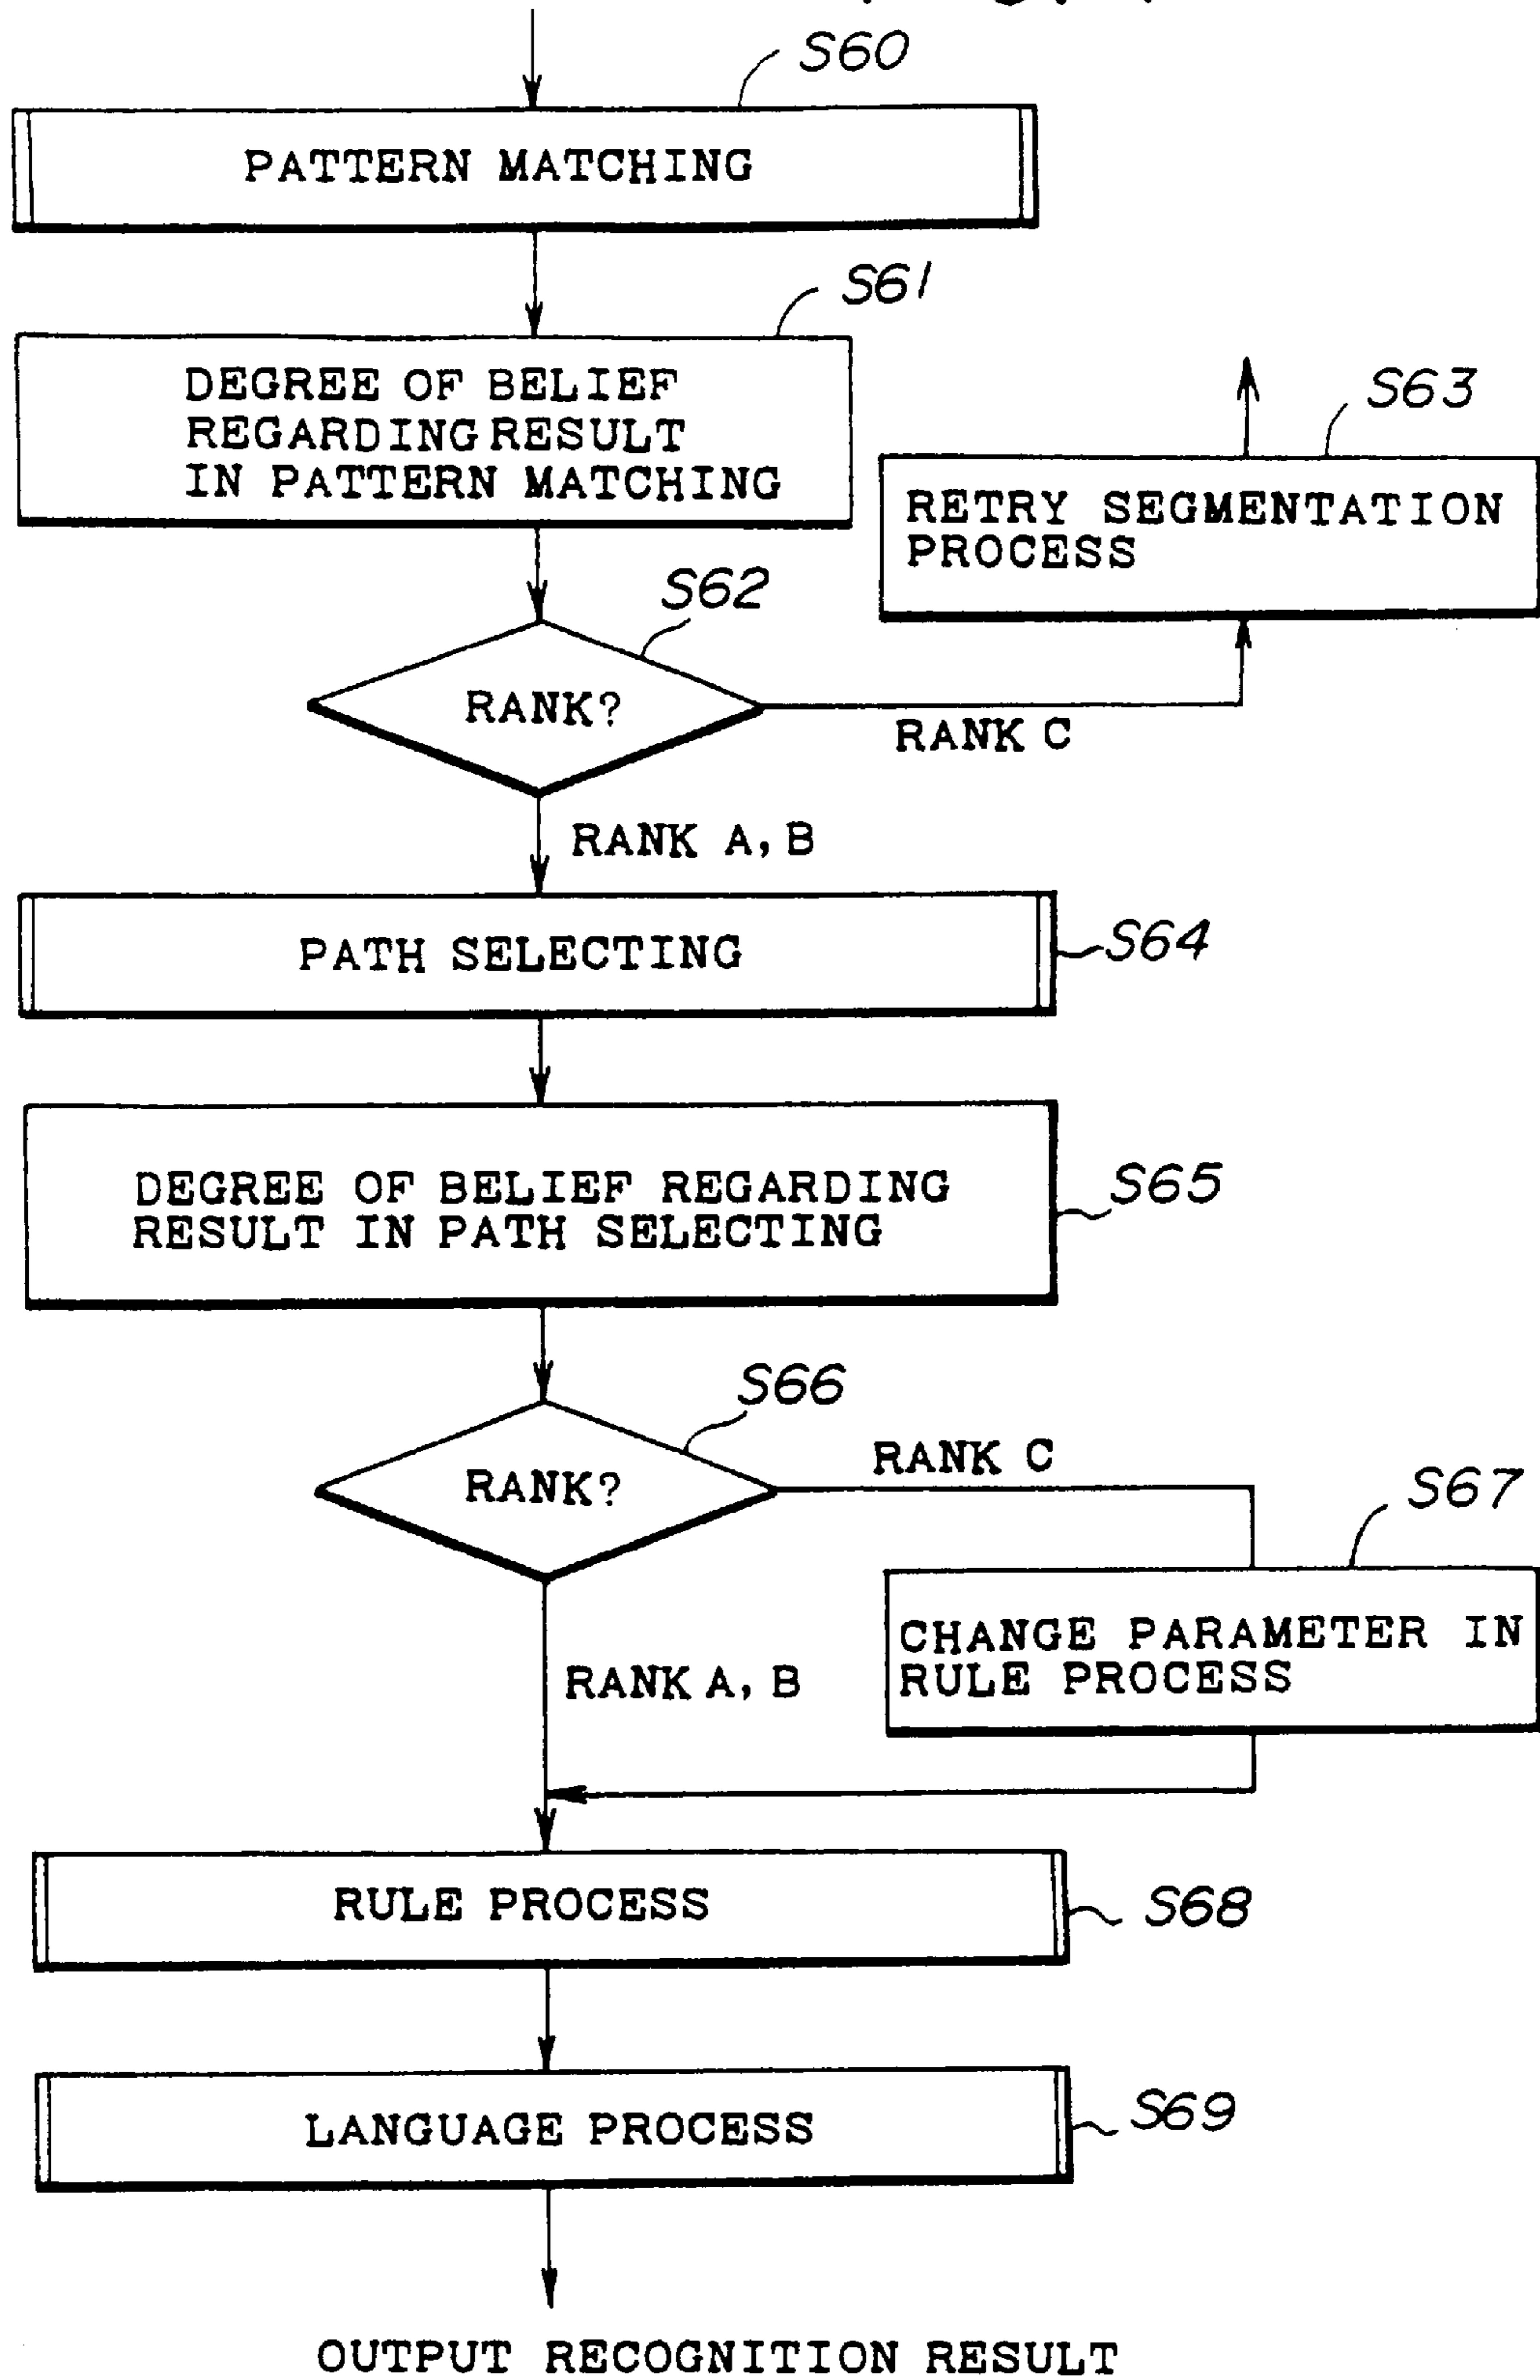 S60
PATTERN MATCHING
S61
DEGREE OF BELIEF
REGARDING RESULT
IN PATTERN MATCHING
S63
RETRY SEGMENTATION
PROCESS
S62
RANK?
RANK C
RANK A, B
PATH SELECTING
S64
DEGREE OF BELIEF REGARDING
RESULT IN PATH SELECTING
S65
S66
RANK?
RANK C
S67
CHANGE PARAMETER IN
RULE PROCESS
RANK A, B
RULE PROCESS
S68
LANGUAGE PROCESS
S69
OUTPUT RECOGNITION RESULT